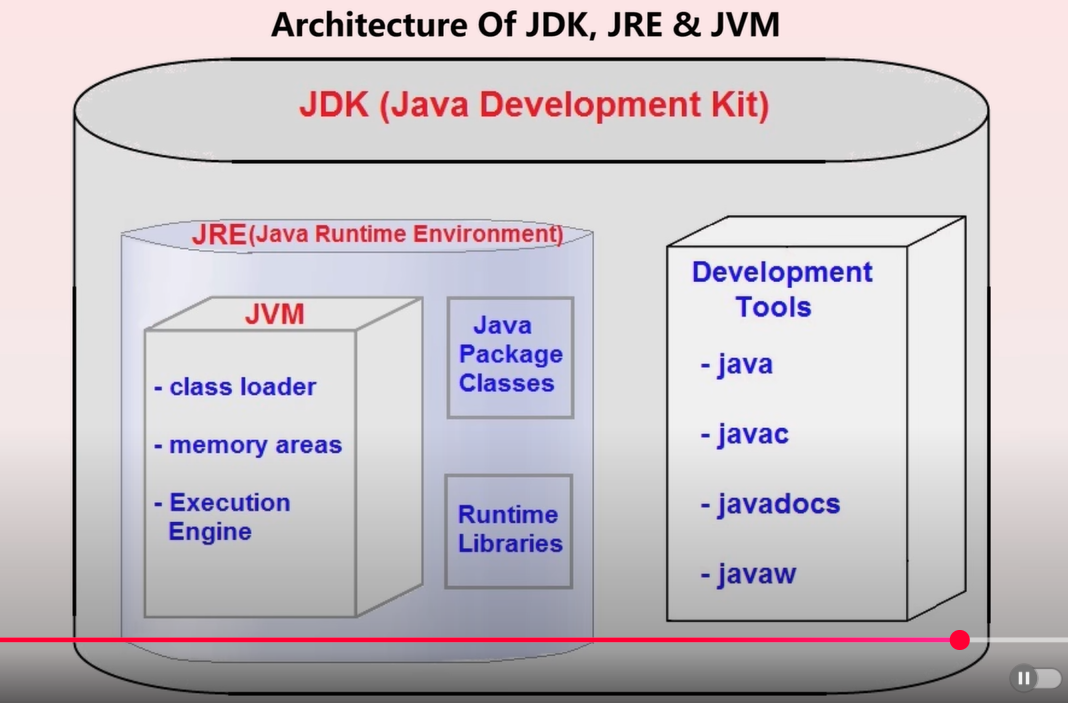 Architecture Of JDK, JRE & JVM
JDK (Java Development Kit)
JRE(Java Runtime Environment)
JVM
- class loader
- memory areas
- Execution
Engine
Java
Package
Classes
Runtime
Libraries
Development
Tools
- java
- javac
- javadocs
- javaw